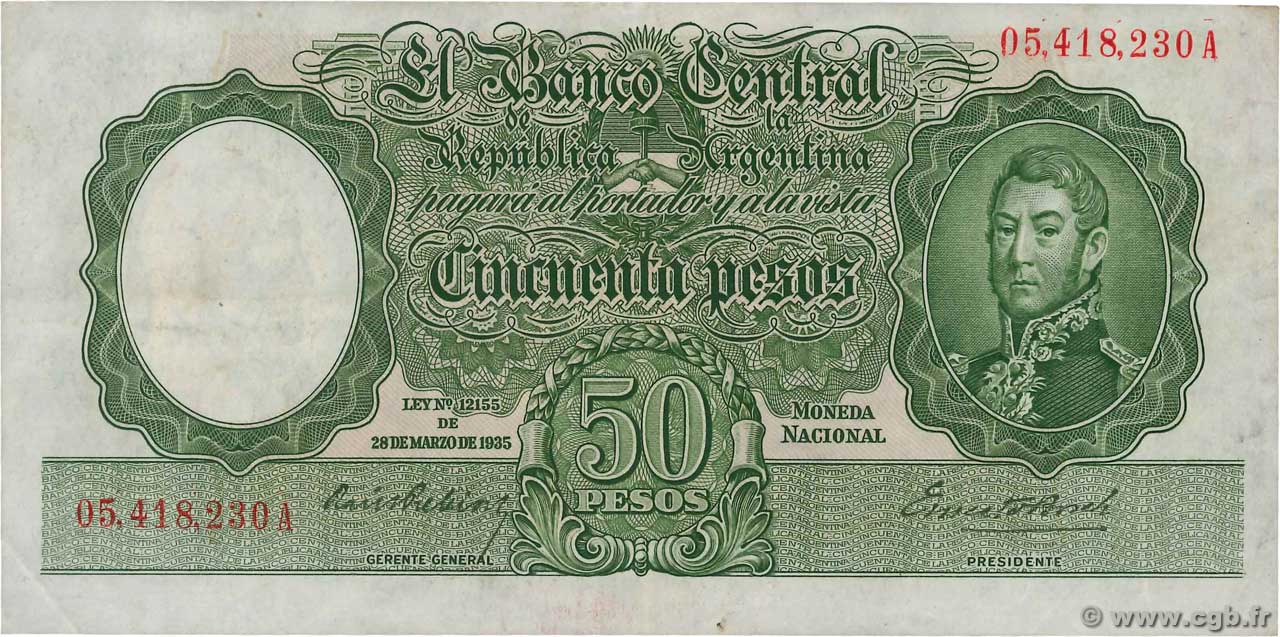 05,418,230 A
El Banco Central
de la
República Argentina
pagará al portador y a la vista
Cincuenta pesos
LEY Nº. 12155
DE
28 DE MARZO DE 1935
50
PESOS
MONEDA
NACIONAL
05,418,230 A
GERENTE GENERAL
PRESIDENTE
© www.cgb.fr